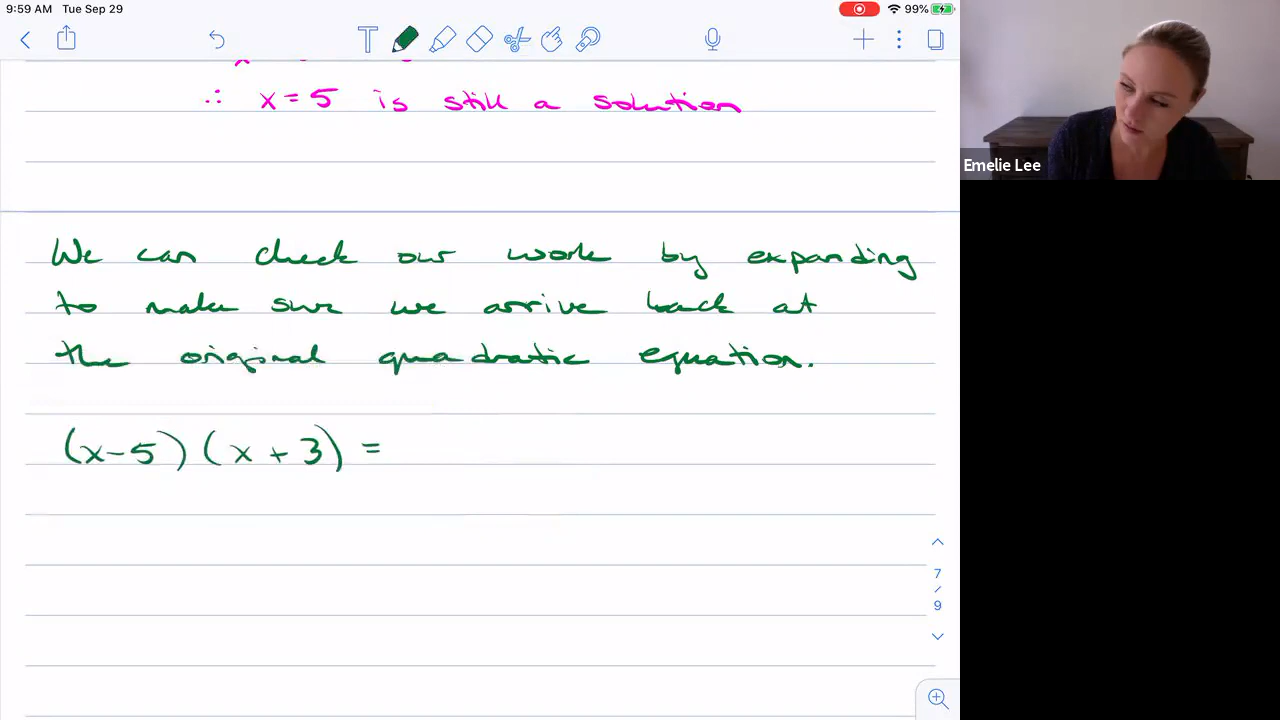 9:59 AM Tue Sep 29
99%
T
∴ x = 5 is still a solution
Emelie Lee
We can check our work by expanding
to make sure we arrive back at
the original quadratic equation.
(x-5)(x+3) =
7
/
9